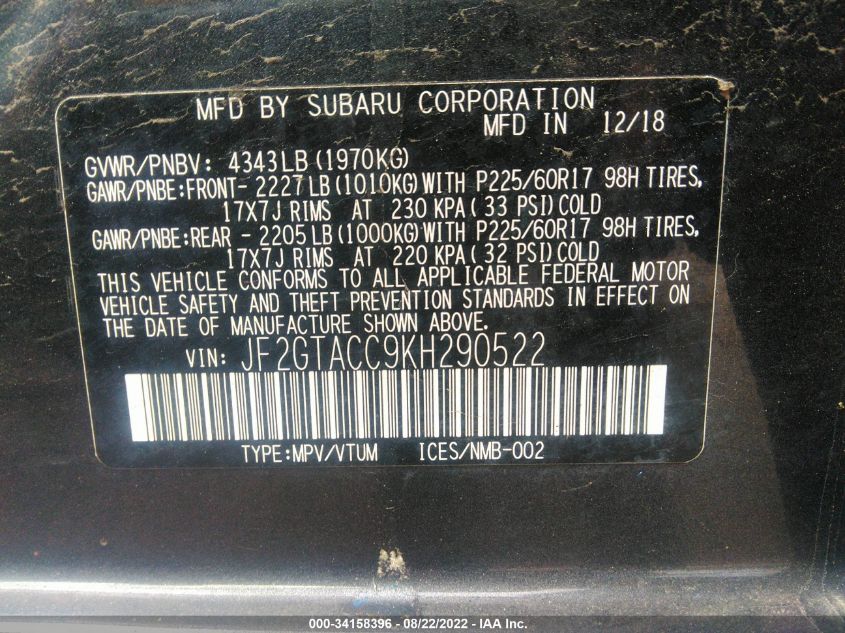 MFD BY SUBARU CORPORATION
MFD IN 12/18
GVWR/PNBV: 4343LB(1970KG)
GAWR/PNBE:FRONT- 2227LB(1010KG)WITH P225/60R17 98H TIRES,
17X7J RIMS AT 230 KPA(33 PSI)COLD
GAWR/PNBE:REAR - 2205LB(1000KG)WITH P225/60R17 98H TIRES,
17X7J RIMS AT 220 KPA(32 PSI)COLD
THIS VEHICLE CONFORMS TO ALL APPLICABLE FEDERAL MOTOR
VEHICLE SAFETY AND THEFT PREVENTION STANDARDS IN EFFECT ON
THE DATE OF MANUFACTURE SHOWN ABOVE.
VIN: JF2GTACC9KH290522
TYPE:MPV/VTUM ICES/NMB-002
000-34158396 - 08/22/2022 - IAA Inc.